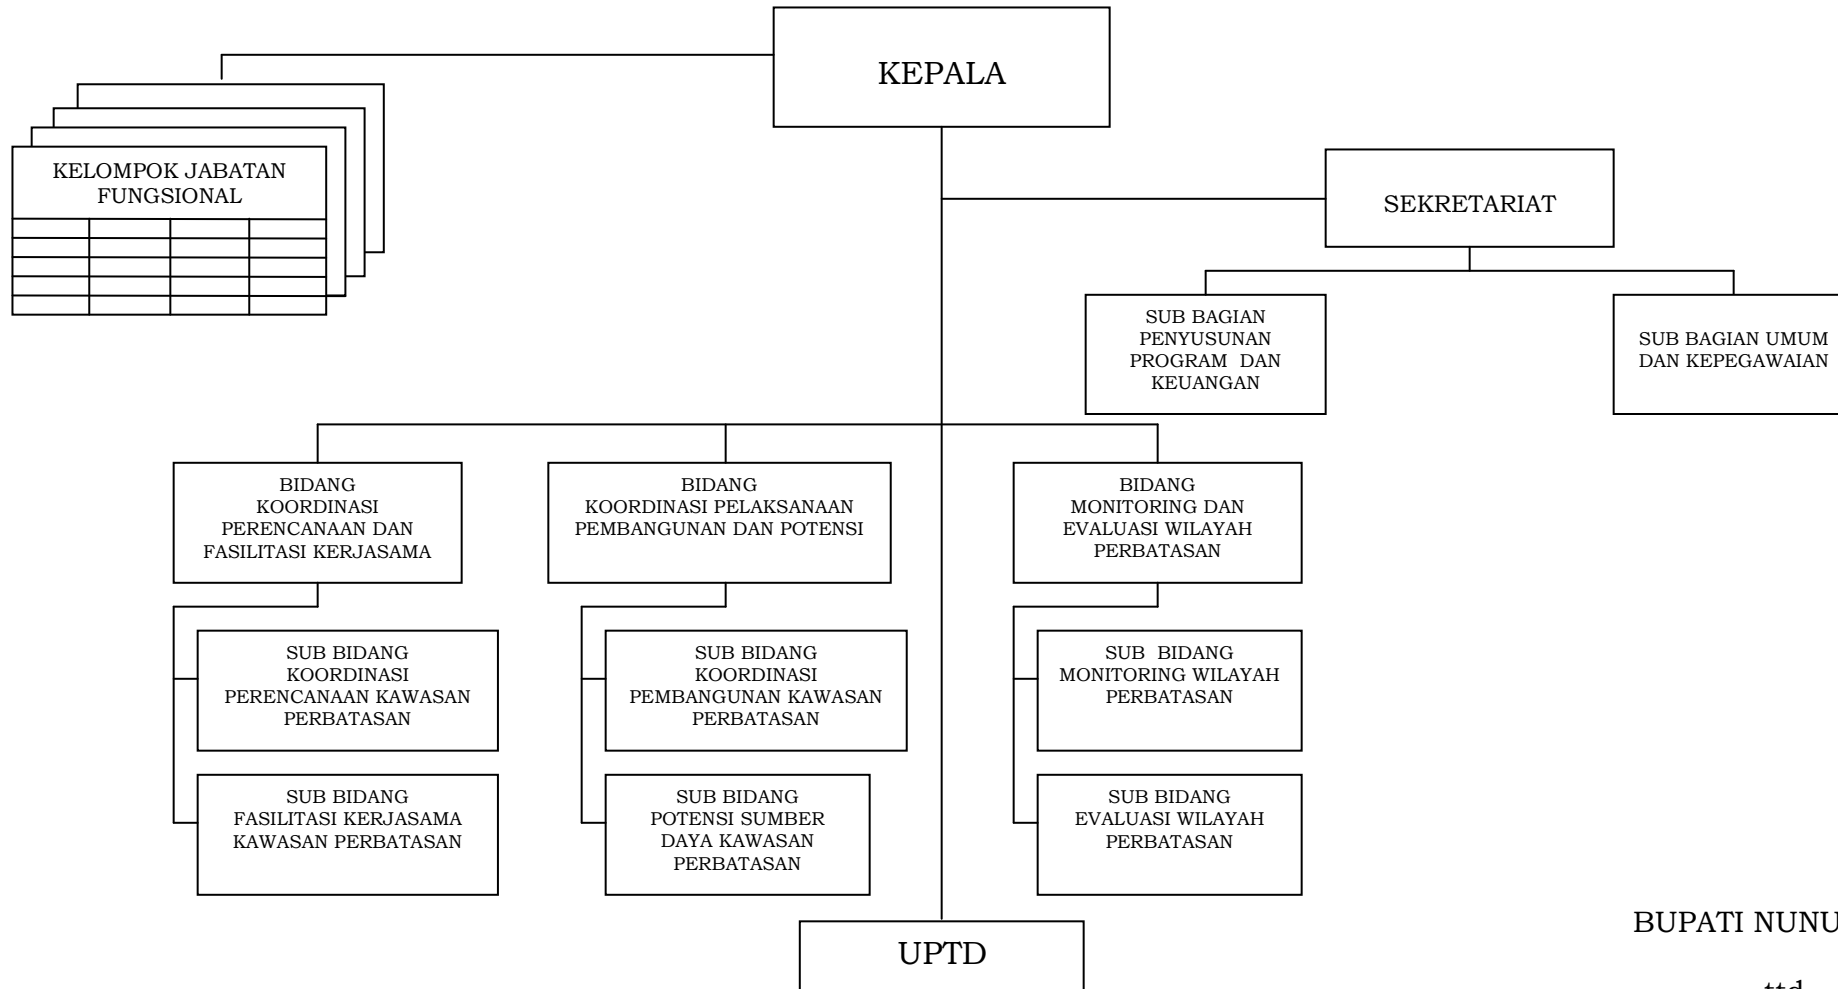 KEPALA
KELOMPOK JABATAN
FUNGSIONAL
SEKRETARIAT
SUB BAGIAN
PENYUSUNAN
PROGRAM DAN
KEUANGAN
SUB BAGIAN UMUM
DAN KEPEGAWAIAN
BIDANG
KOORDINASI
PERENCANAAN DAN
FASILITASI KERJASAMA
BIDANG
KOORDINASI PELAKSANAAN
PEMBANGUNAN DAN POTENSI
BIDANG
MONITORING DAN
EVALUASI WILAYAH
PERBATASAN
SUB BIDANG
KOORDINASI
PERENCANAAN KAWASAN
PERBATASAN
SUB BIDANG
KOORDINASI
PEMBANGUNAN KAWASAN
PERBATASAN
SUB BIDANG
MONITORING WILAYAH
PERBATASAN
SUB BIDANG
FASILITASI KERJASAMA
KAWASAN PERBATASAN
SUB BIDANG
POTENSI SUMBER
DAYA KAWASAN
PERBATASAN
SUB BIDANG
EVALUASI WILAYAH
PERBATASAN
UPTD
BUPATI NUNU
ttd